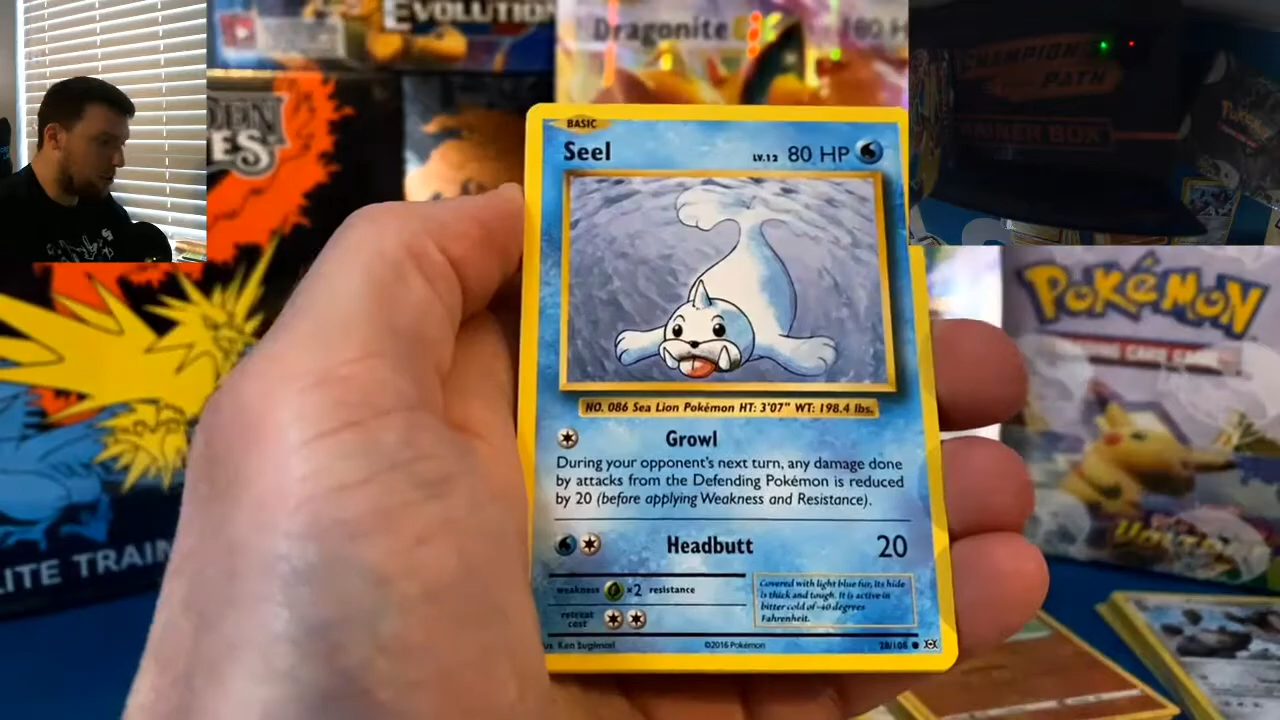 EVOLUTION
Dragonite
80 H
CHAMPION
PATH
DEN
ES
TRAINER BOX
POKÉMON
LITE TRAIN
BASIC
Seel
LV.12 80 HP
NO. 086 Sea Lion Pokémon HT: 3'07" WT: 198.4 lbs.
Growl
During your opponent's next turn, any damage done
by attacks from the Defending Pokémon is reduced
by 20 (before applying Weakness and Resistance).
Headbutt 20
weakness ×2 resistance
retreat
cost
Covered with light blue fur, its hide
is thick and tough. It is active in
bitter cold of -40 degrees
Fahrenheit.
Ken Sugimori
©2016 Pokémon
28/108